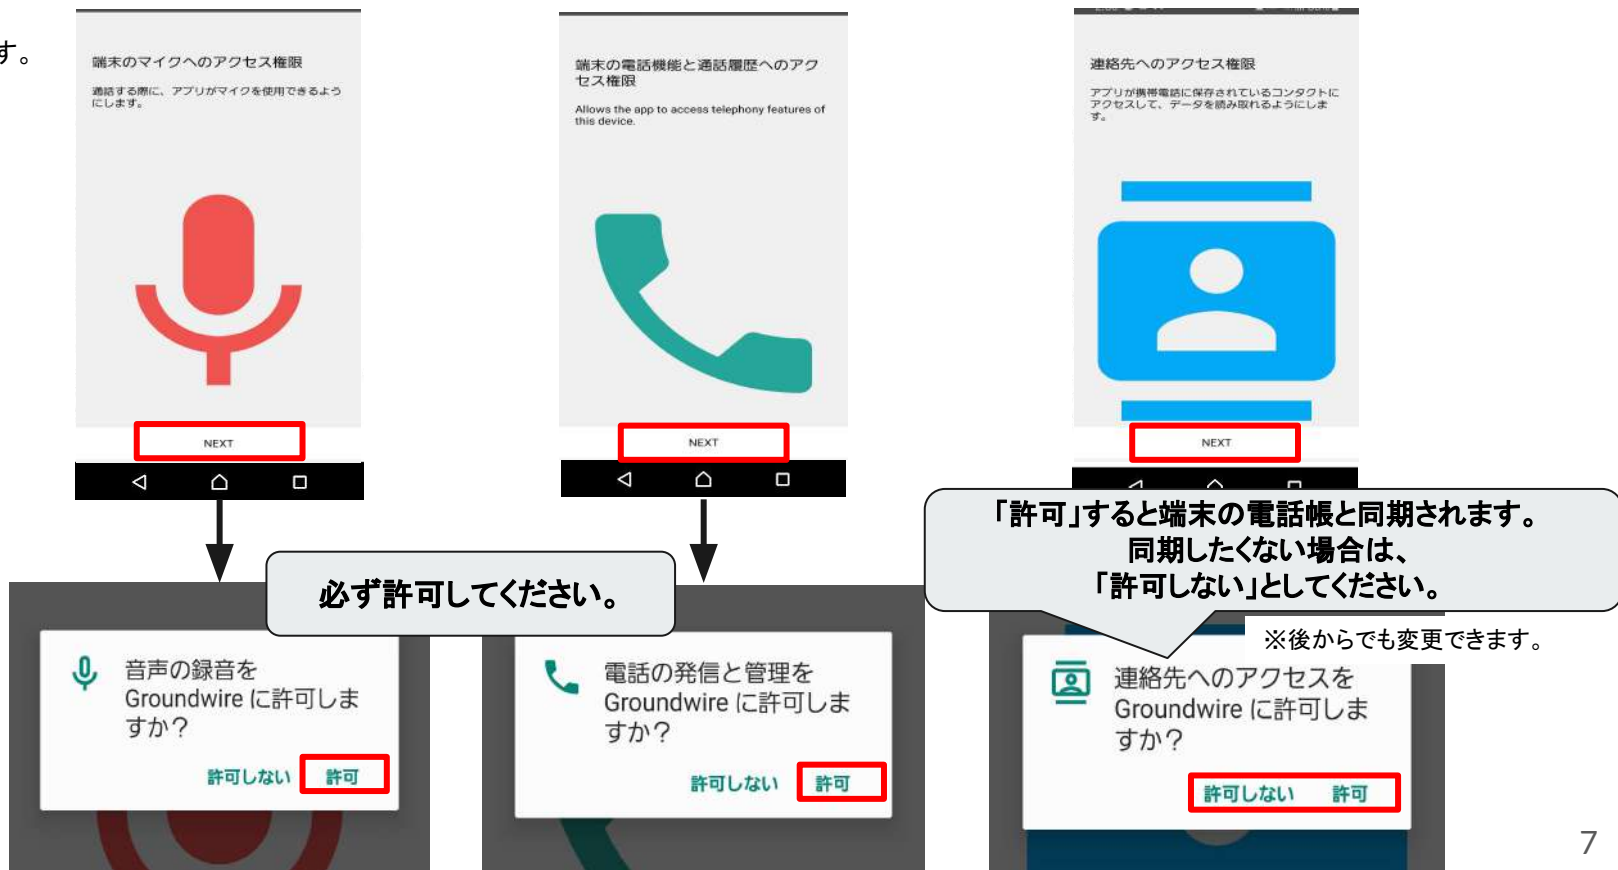 す。
端末のマイクへのアクセス権限
通話する際に、アプリがマイクを使用できるよう
にします。
NEXT
端末の電話機能と通話履歴へのアク
セス権限
Allows the app to access telephony features of
this device.
NEXT
連絡先へのアクセス権限
アプリが携帯電話に保存されているコンタクトに
アクセスして、データを読み取れるようにしま
す。
NEXT
必ず許可してください。
「許可」すると端末の電話帳と同期されます。
同期したくない場合は、
「許可しない」としてください。
※後からでも変更できます。
音声の録音を
Groundwire に許可しま
すか？
許可しない 許可
電話の発信と管理を
Groundwire に許可しま
すか？
許可しない 許可
連絡先へのアクセスを
Groundwire に許可しま
すか？
許可しない 許可
7